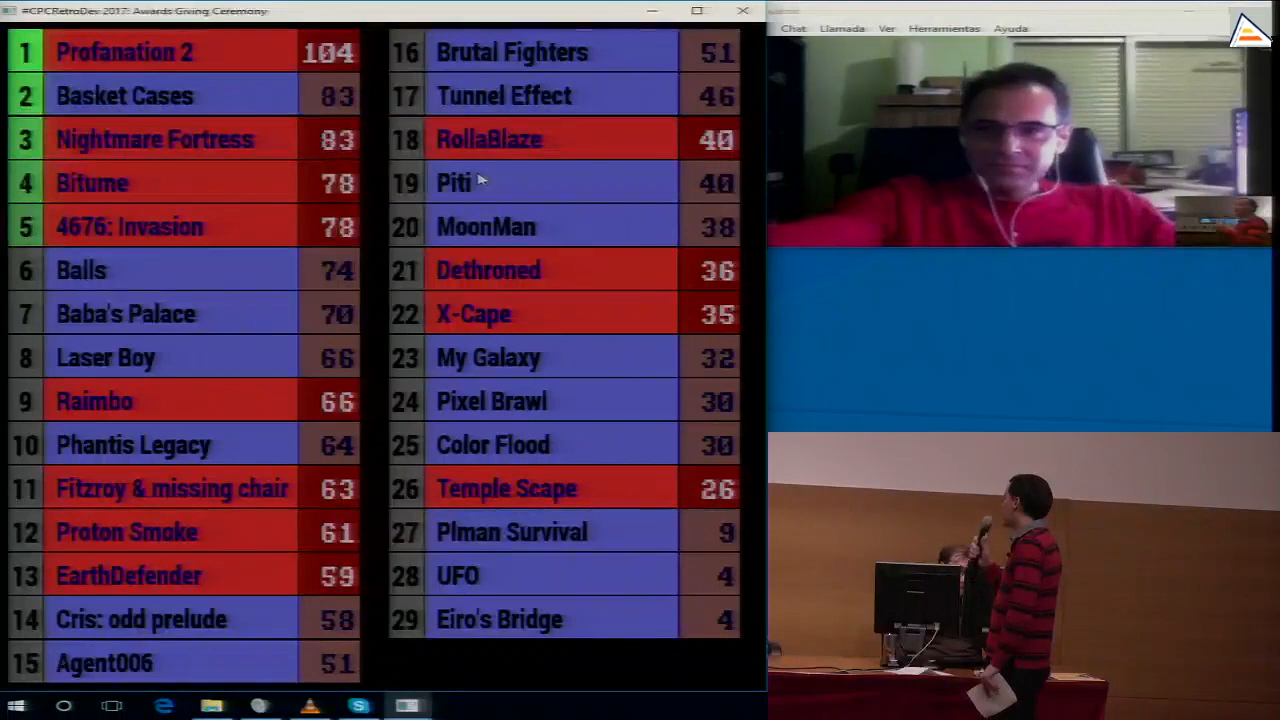 #CPCRetroDev 2017: Awards Giving Ceremony
1 Profanation 2 104
2 Basket Cases 83
3 Nightmare Fortress 83
4 Bitume 78
5 4676: Invasion 78
6 Balls 74
7 Baba's Palace 70
8 Laser Boy 66
9 Raimbo 66
10 Phantis Legacy 64
11 Fitzroy & missing chair 63
12 Proton Smoke 61
13 EarthDefender 59
14 Cris: odd prelude 58
15 Agent006 51
16 Brutal Fighters 51
17 Tunnel Effect 46
18 RollaBlaze 40
19 Piti 40
20 MoonMan 38
21 Dethroned 36
22 X-Cape 35
23 My Galaxy 32
24 Pixel Brawl 30
25 Color Flood 30
26 Temple Scape 26
27 Plman Survival 9
28 UFO 4
29 Eiro's Bridge 4
Chat Llamada Ver Herramientas Ayuda